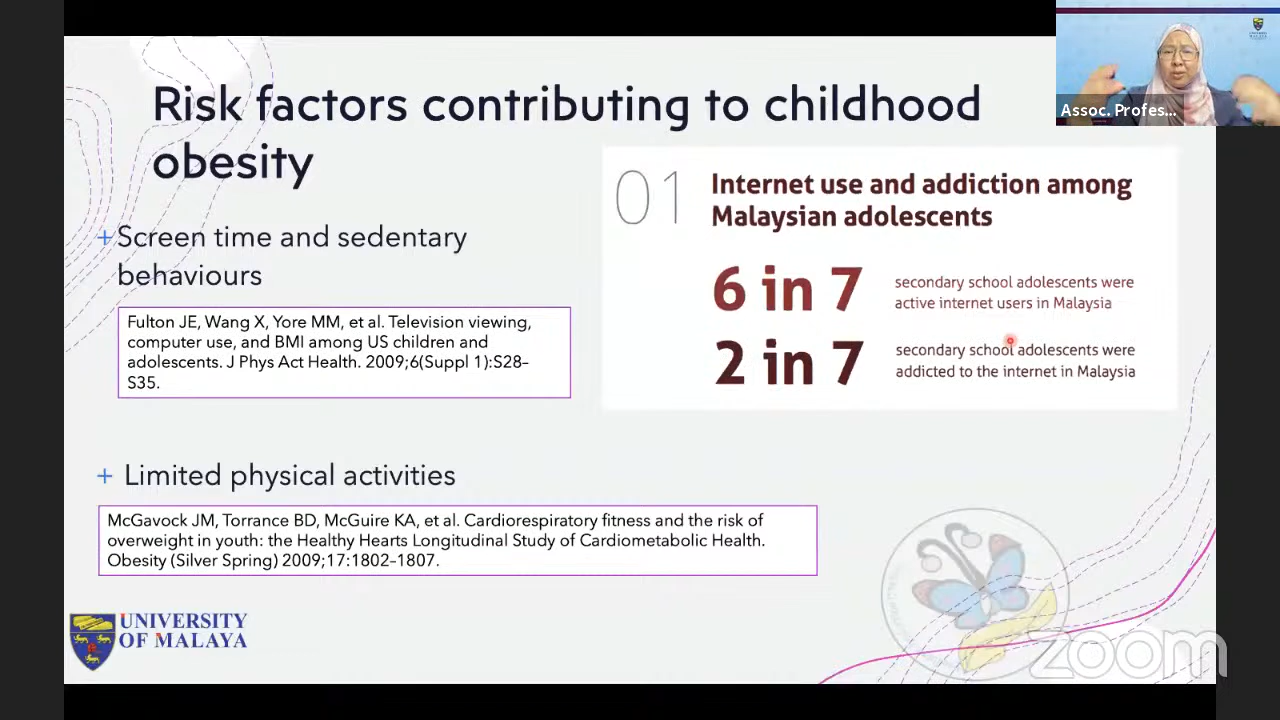 Risk factors contributing to childhood
obesity
+Screen time and sedentary
behaviours
Fulton JE, Wang X, Yore MM, et al. Television viewing,
computer use, and BMI among US children and
adolescents. J Phys Act Health. 2009;6(Suppl 1):S28–
S35.
+ Limited physical activities
McGavock JM, Torrance BD, McGuire KA, et al. Cardiorespiratory fitness and the risk of
overweight in youth: the Healthy Hearts Longitudinal Study of Cardiometabolic Health.
Obesity (Silver Spring) 2009;17:1802–1807.
01
Internet use and addiction among
Malaysian adolescents
6 in 7
secondary school adolescents were
active internet users in Malaysia
2 in 7
secondary school adolescents were
addicted to the internet in Malaysia
Assoc. Profes...
UNIVERSITY
OF MALAYA
zoom